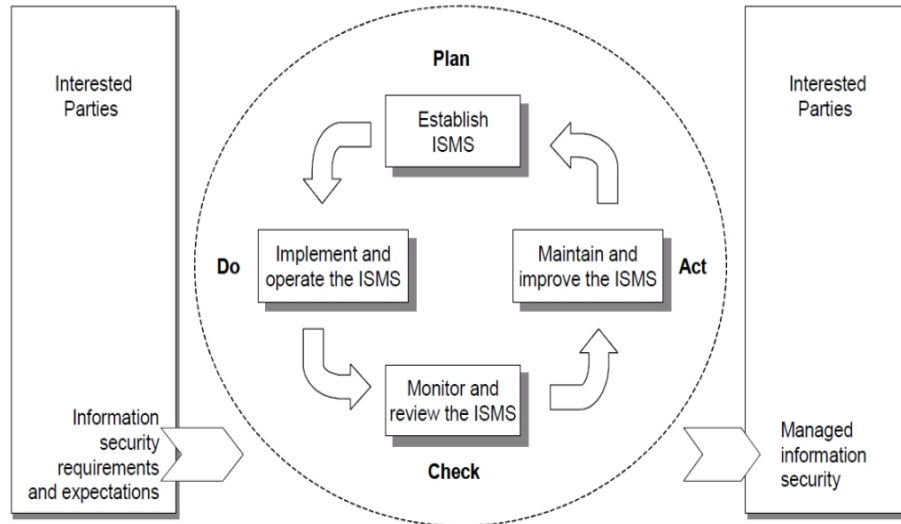 Interested
Parties
Information
security
requirements
and expectations
Plan
Establish
ISMS
Do
Implement and
operate the ISMS
Maintain and
improve the ISMS
Act
Monitor and
review the ISMS
Check
Interested
Parties
Managed
information
security